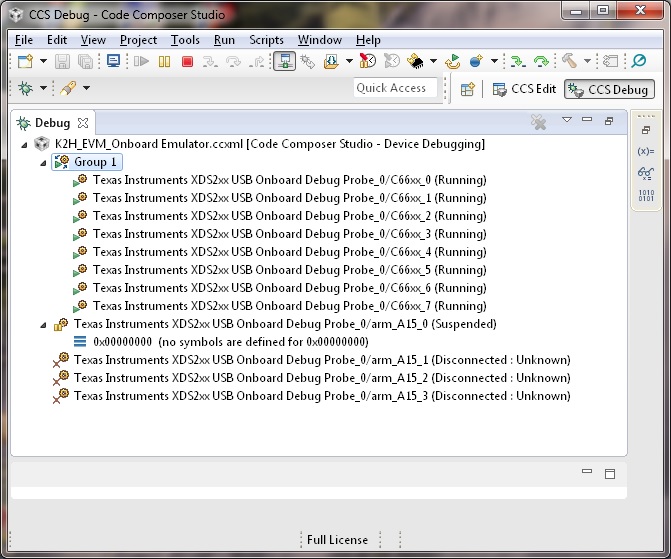 CCS Debug - Code Composer Studio
File Edit View Project Tools Run Scripts Window Help
Quick Access CCS Edit CCS Debug
Debug
K2H_EVM_Onboard Emulator.ccxml [Code Composer Studio - Device Debugging]
Group 1
Texas Instruments XDS2xx USB Onboard Debug Probe_0/C66xx_0 (Running)
Texas Instruments XDS2xx USB Onboard Debug Probe_0/C66xx_1 (Running)
Texas Instruments XDS2xx USB Onboard Debug Probe_0/C66xx_2 (Running)
Texas Instruments XDS2xx USB Onboard Debug Probe_0/C66xx_3 (Running)
Texas Instruments XDS2xx USB Onboard Debug Probe_0/C66xx_4 (Running)
Texas Instruments XDS2xx USB Onboard Debug Probe_0/C66xx_5 (Running)
Texas Instruments XDS2xx USB Onboard Debug Probe_0/C66xx_6 (Running)
Texas Instruments XDS2xx USB Onboard Debug Probe_0/C66xx_7 (Running)
Texas Instruments XDS2xx USB Onboard Debug Probe_0/arm_A15_0 (Suspended)
0x00000000 (no symbols are defined for 0x00000000)
Texas Instruments XDS2xx USB Onboard Debug Probe_0/arm_A15_1 (Disconnected : Unknown)
Texas Instruments XDS2xx USB Onboard Debug Probe_0/arm_A15_2 (Disconnected : Unknown)
Texas Instruments XDS2xx USB Onboard Debug Probe_0/arm_A15_3 (Disconnected : Unknown)
(x)=
1010
0101
Full License